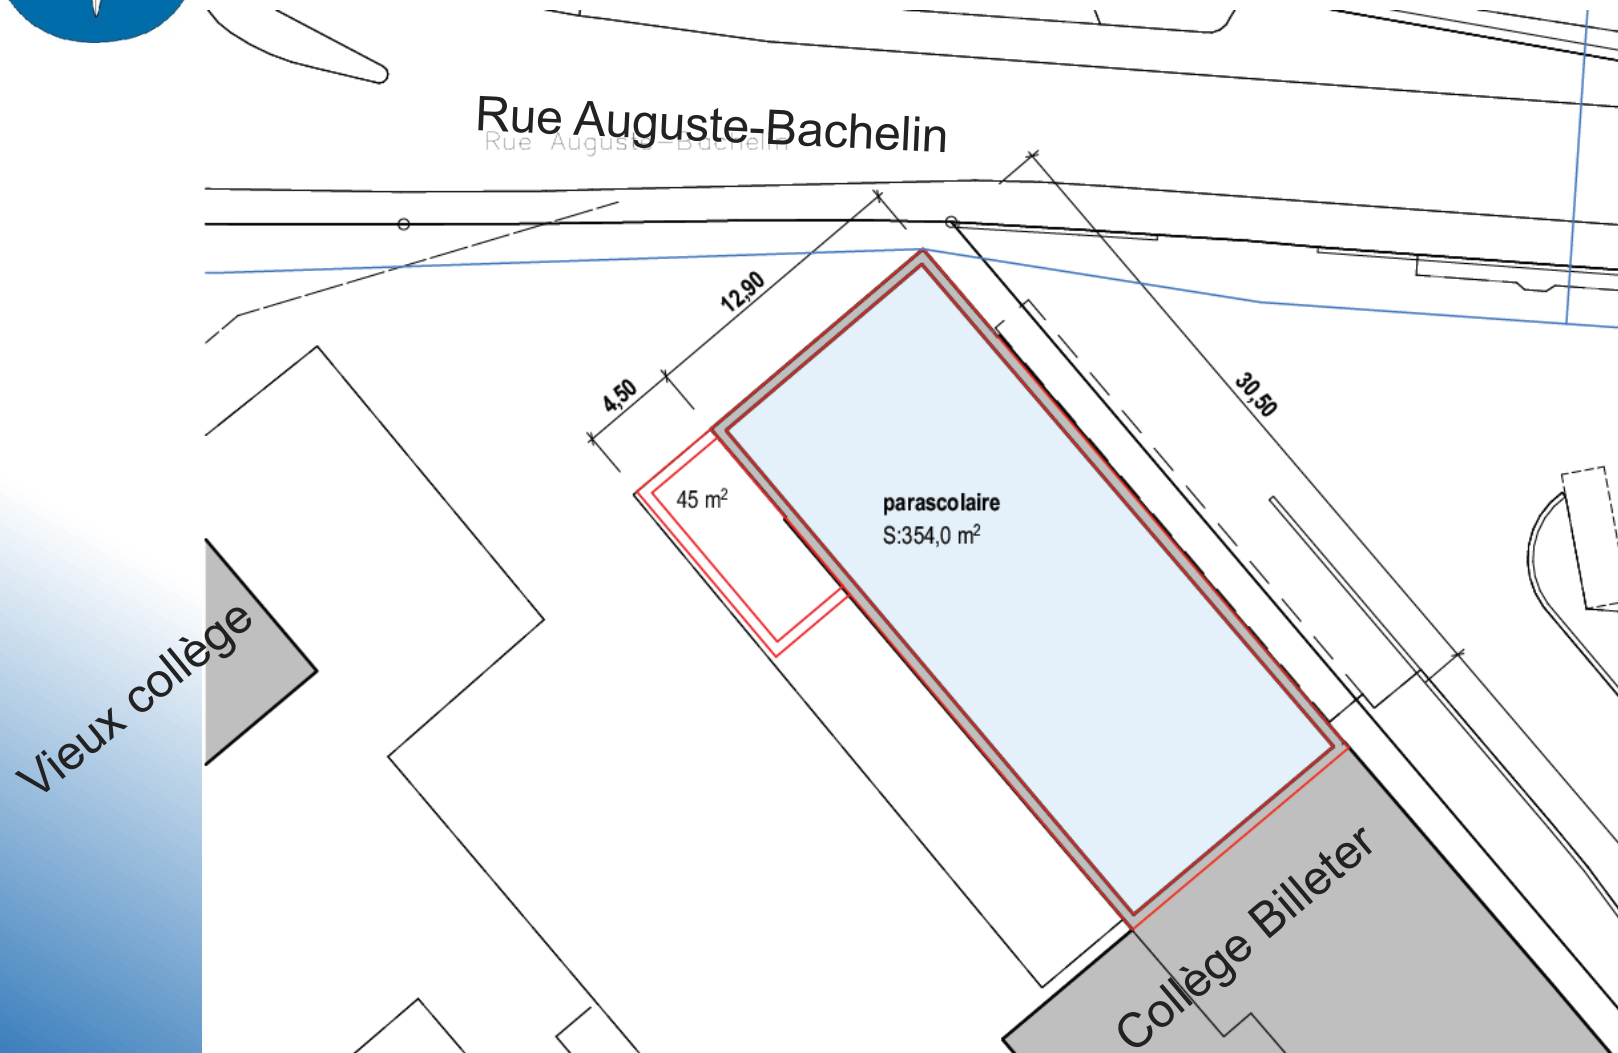 Rue Auguste-Bachelin
Rue Auguste-Bachelin
12,90
4,50
30,50
45 m²
parascolaire
S:354,0 m²
Vieux collège
Collège Billeter